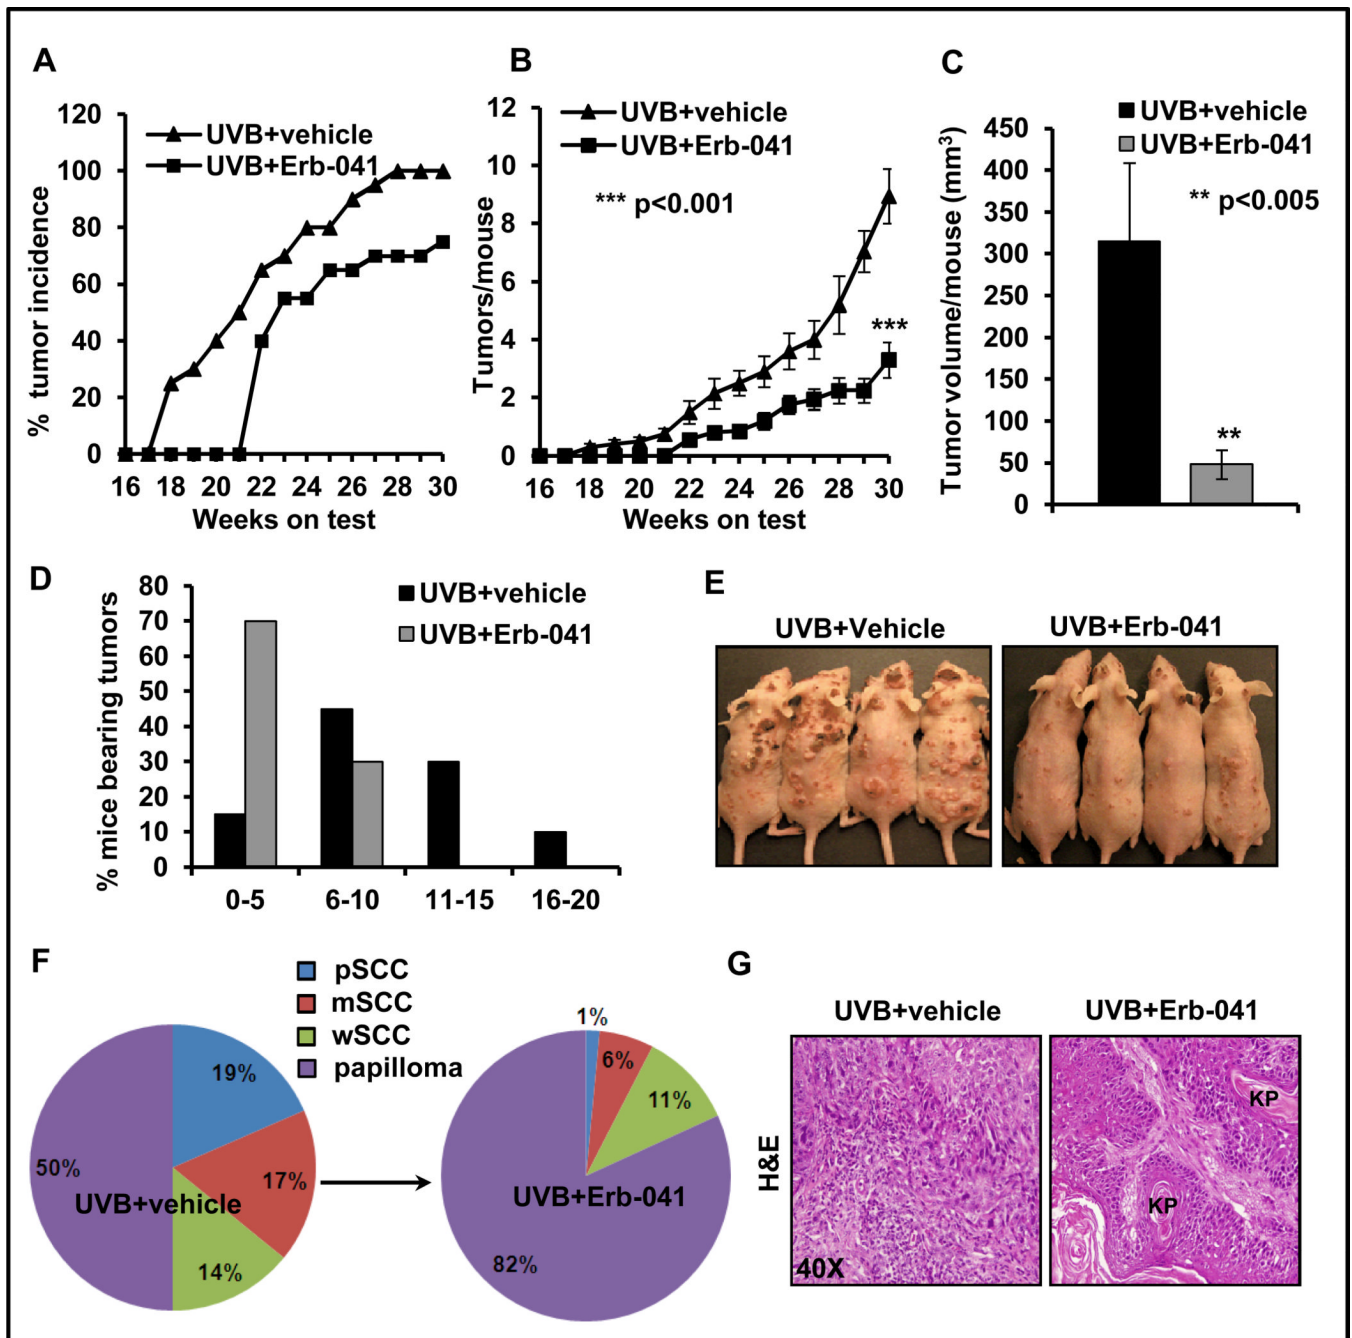 A
% tumor incidence
120
100
80
60
40
20
0
UVB+vehicle
UVB+Erb-041
16 18 20 22 24 26 28 30
Weeks on test
B
Tumors/mouse
12
10
8
6
4
2
0
UVB+vehicle
UVB+Erb-041
*** p<0.001
***
16 18 20 22 24 26 28 30
Weeks on test
C
Tumor volume/mouse (mm³)
UVB+vehicle
UVB+Erb-041
** p<0.005
450
400
350
300
250
200
150
100
50
0
**
D
% mice bearing tumors
80
70
60
50
40
30
20
10
0
UVB+vehicle
UVB+Erb-041
0-5 6-10 11-15 16-20
E
UVB+Vehicle UVB+Erb-041
F
pSCC
mSCC
wSCC
papilloma
19%
17%
14%
50%
UVB+vehicle
1%
6%
11%
82%
UVB+Erb-041
G
UVB+vehicle UVB+Erb-041
H&E
40X
KP
KP